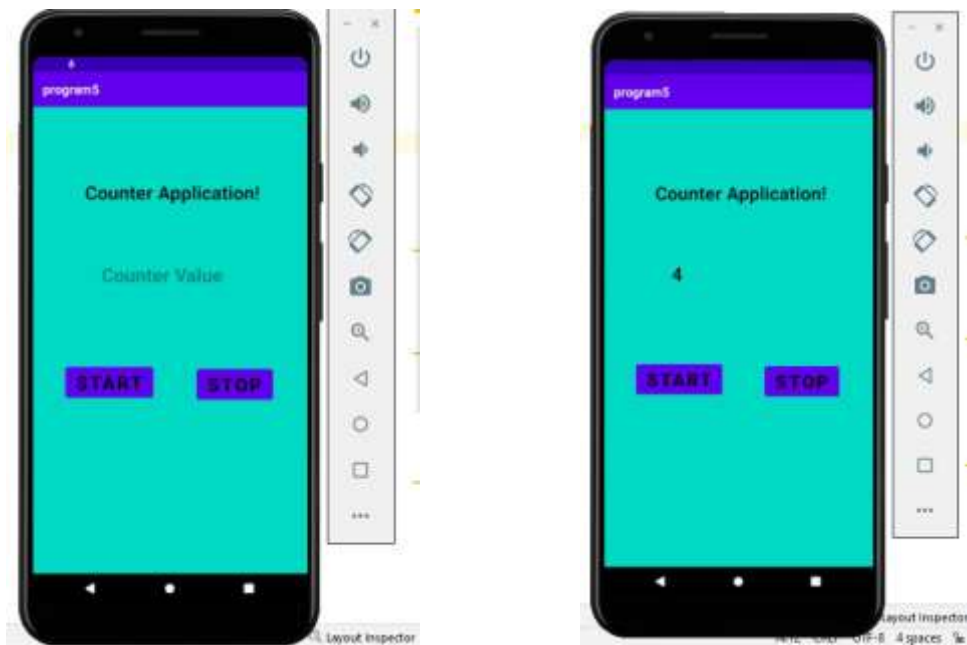 program5
Counter Application!
Counter Value
START
STOP
Layout Inspector
program5
Counter Application!
4
START
STOP
Layout Inspector
UTF-8 4 spaces